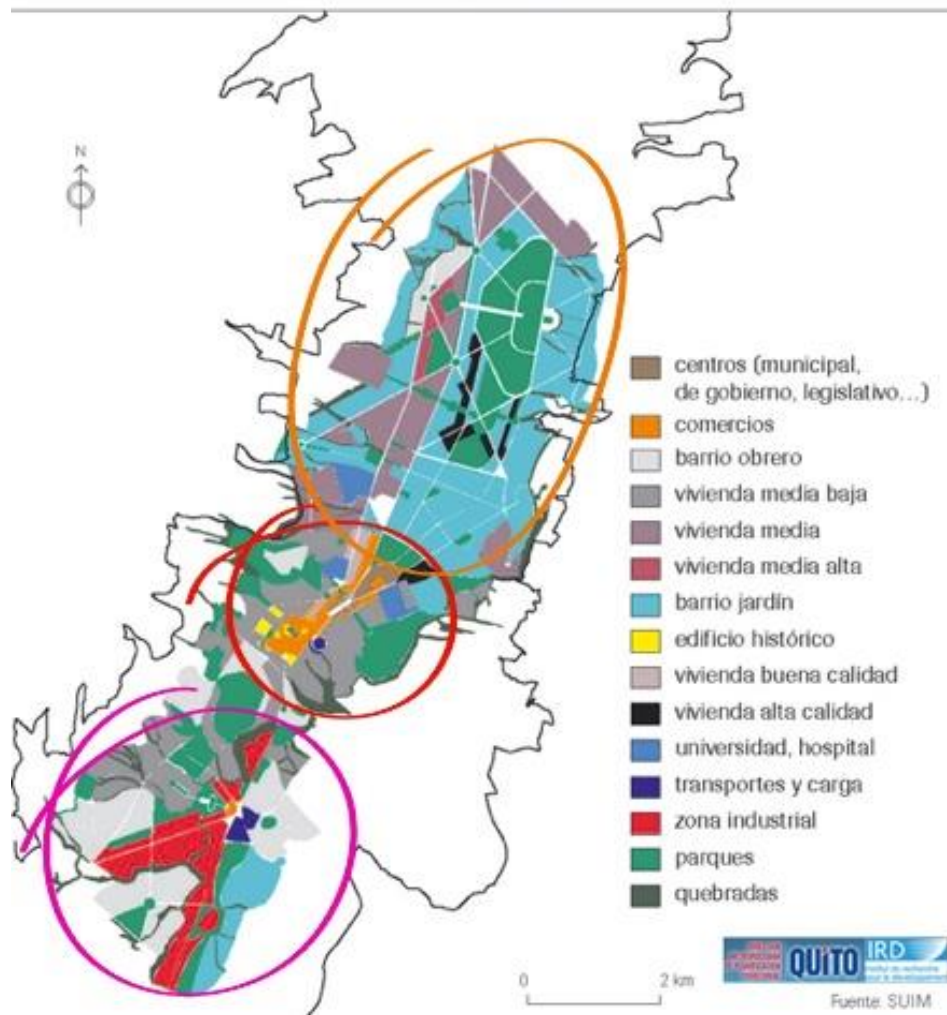 N
centros (municipal,
de gobierno, legislativo...)
comercios
barrio obrero
vivienda media baja
vivienda media
vivienda media alta
barrio jardín
edificio histórico
vivienda buena calidad
vivienda alta calidad
universidad, hospital
transportes y carga
zona industrial
parques
quebradas
QUITO
IRD
0 2 km
Fuente: SUIM